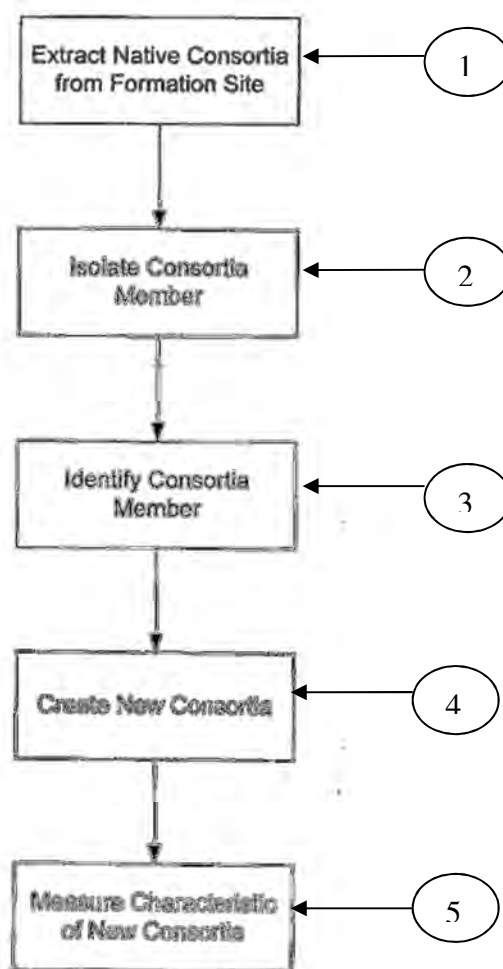 Extract Native Consortia
from Formation Site
1
Isolate Consortia
Member
2
Identify Consortia
Member
3
Create New Consortia
4
Measure Characteristic
of New Consortia
5